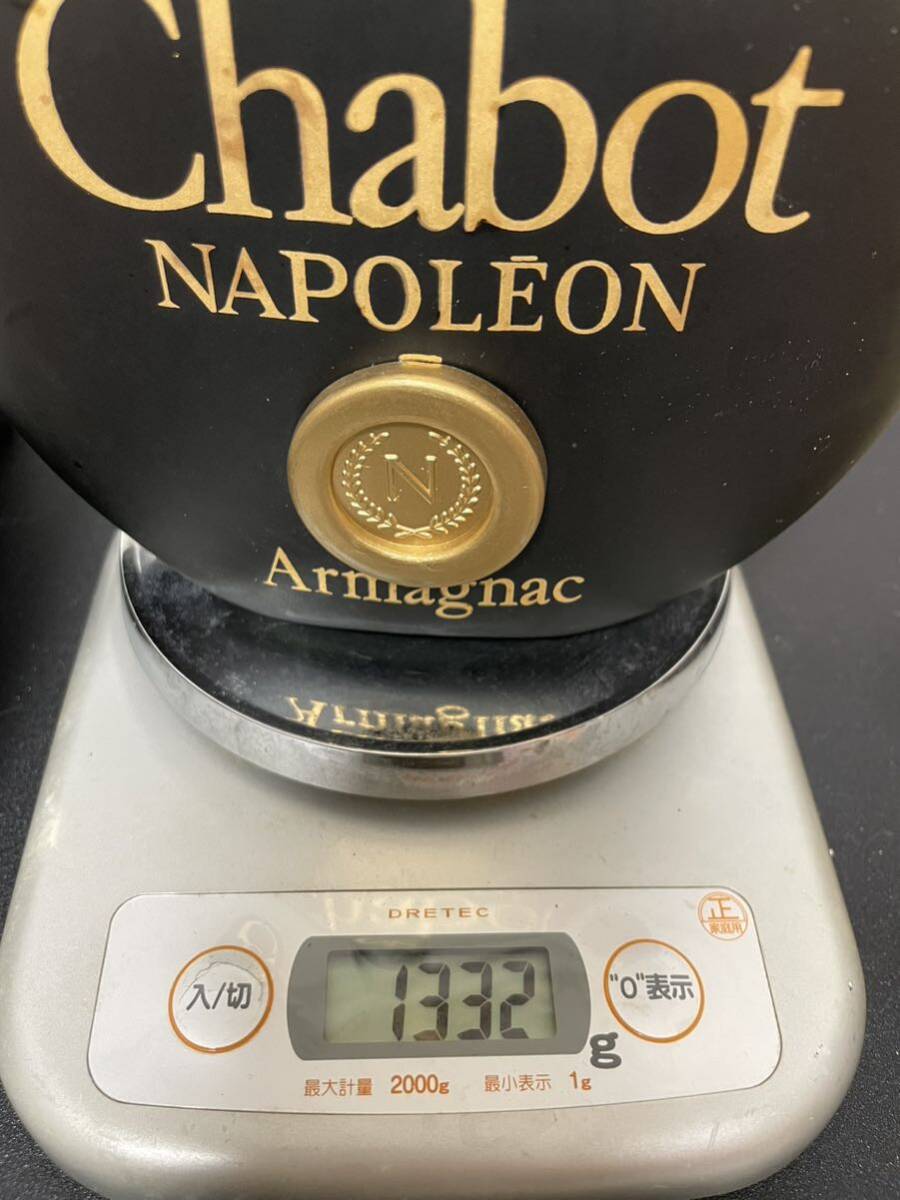 Chabot
NAPOLĒON
N
Armagnac
DRETEC
正
家庭用
入/切
1332
g
"0"表示
最大計量 2000g 最小表示 1g